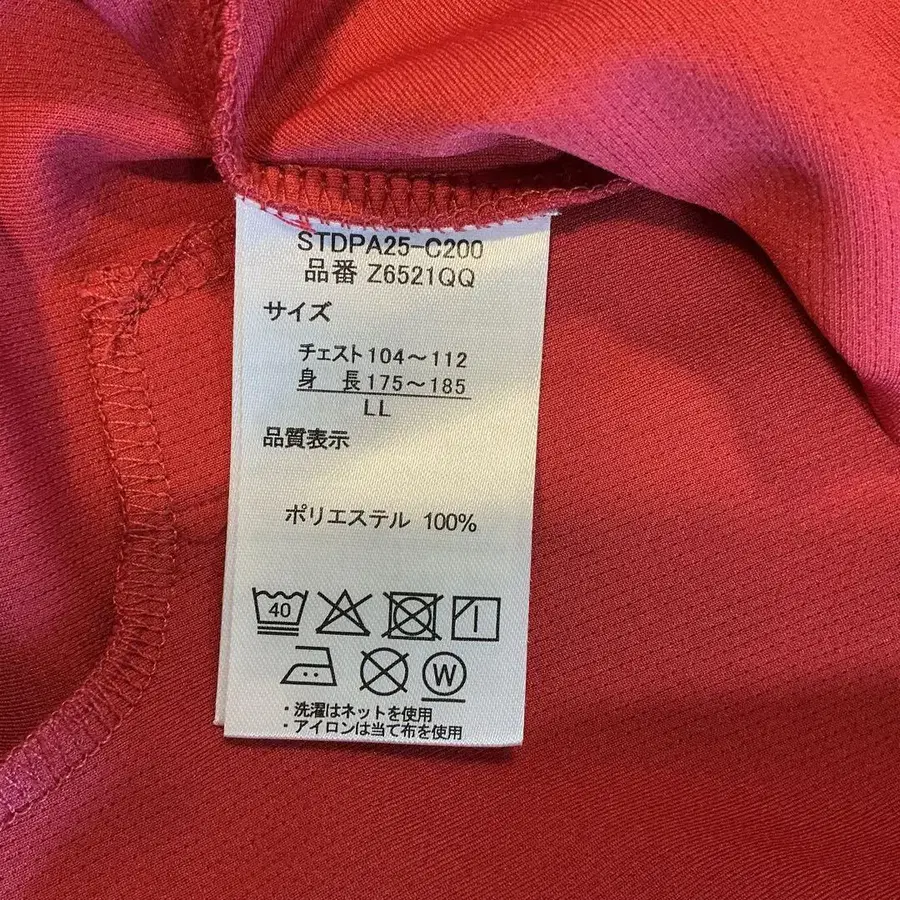 STDPA25-C200
品番 Z6521QQ
サイズ
チェスト104～112
身 長175～185
LL
品質表示
ポリエステル 100%
40
W
・洗濯はネットを使用
・アイロンは当て布を使用